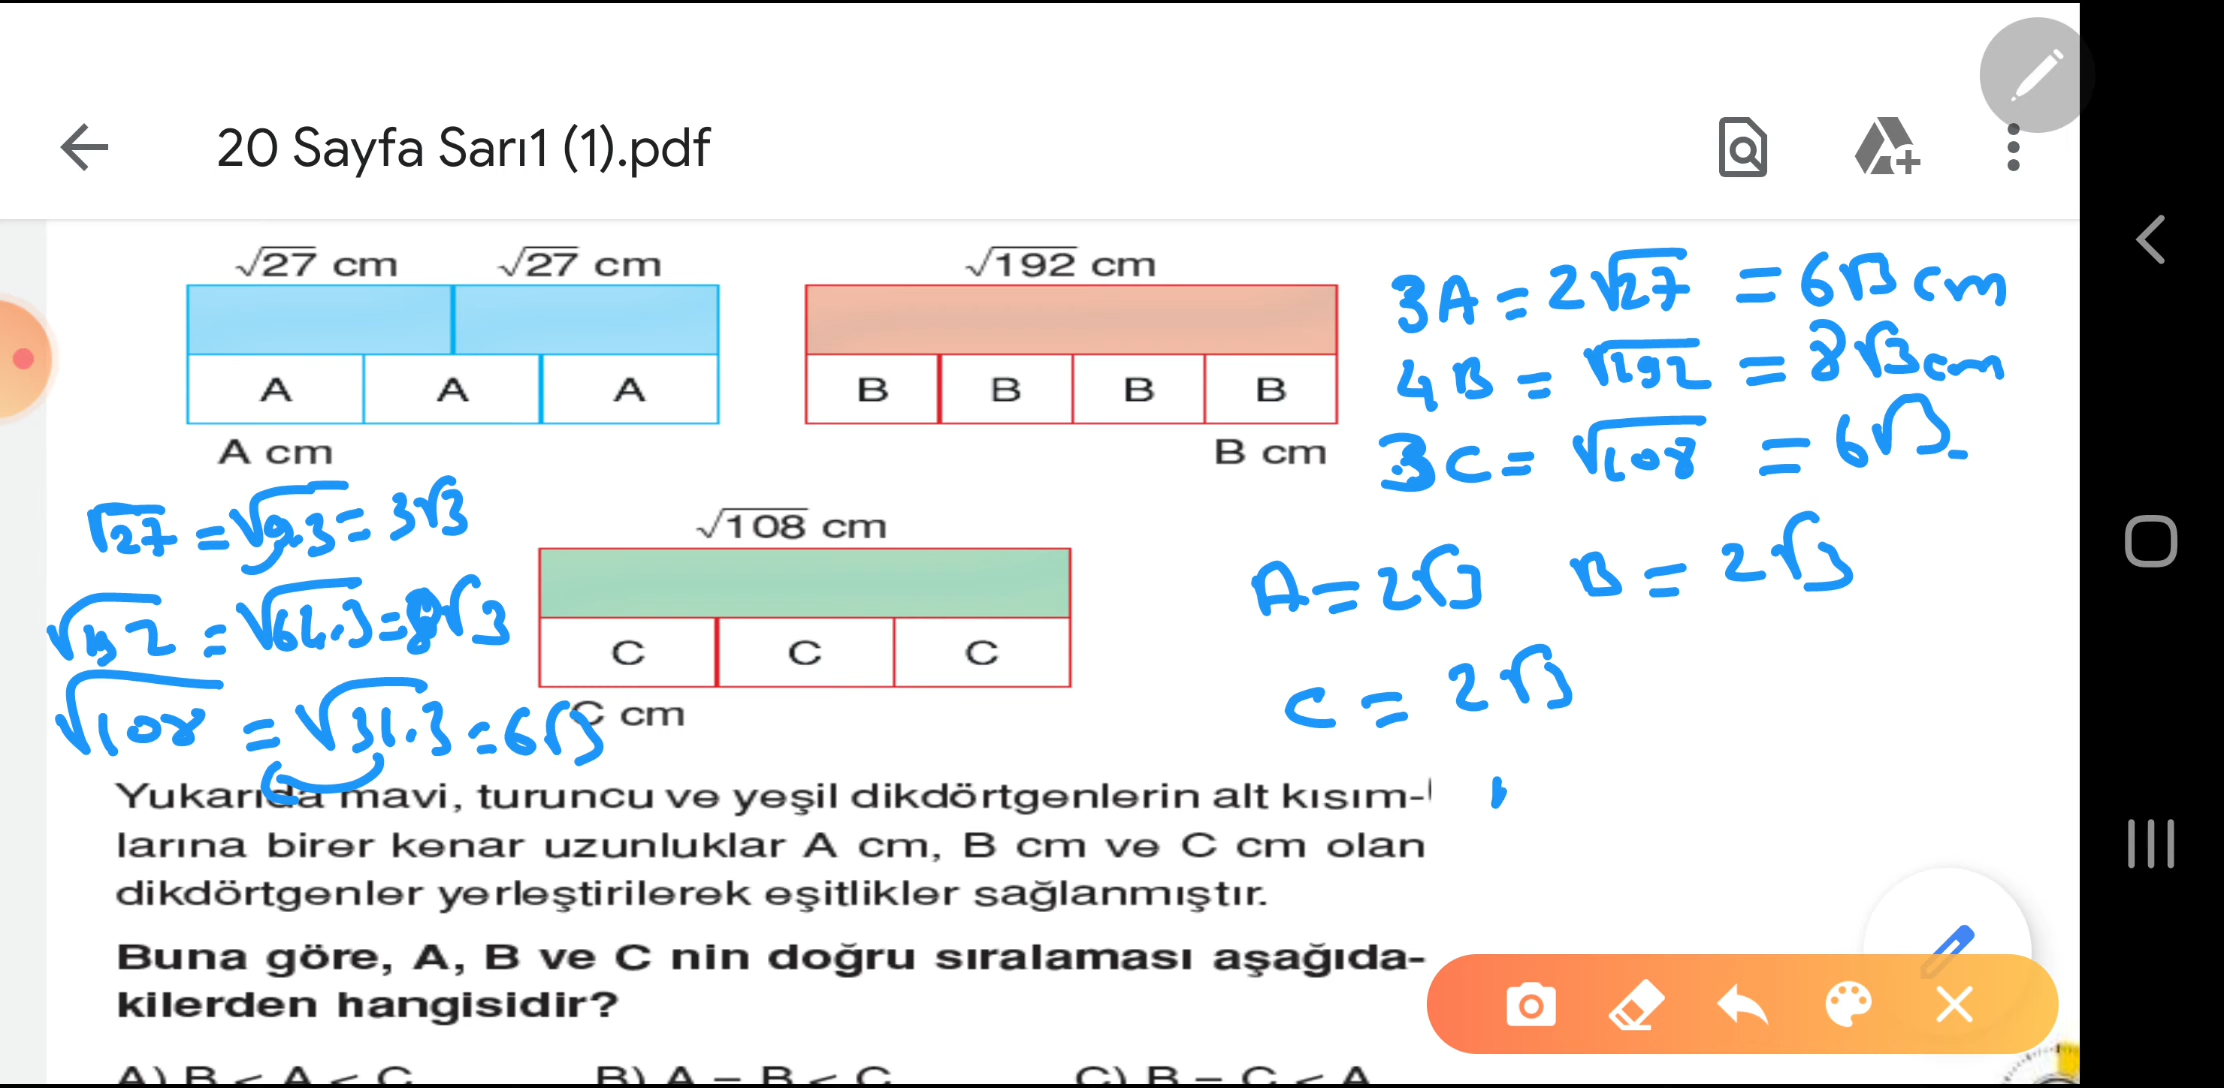 20 Sayfa Sarı1 (1).pdf
√27 cm √27 cm
A A A
A cm
√192 cm
B B B B
B cm
3A = 2√27 = 6√3 cm
4B = √192 = 8√3 cm
3C = √108 = 6√3
√27 = √9.3 = 3√3
√192 = √64.3 = 8√3
√108 = √36.3 = 6√3
√108 cm
C C C
C cm
A = 2√3 B = 2√3
C = 2√3
Yukarıda mavi, turuncu ve yeşil dikdörtgenlerin alt kısım-
larına birer kenar uzunluklar A cm, B cm ve C cm olan
dikdörtgenler yerleştirilerek eşitlikler sağlanmıştır.
Buna göre, A, B ve C nin doğru sıralaması aşağıda-
kilerden hangisidir?
A) B < A < C B) A = B < C C) B = C < A